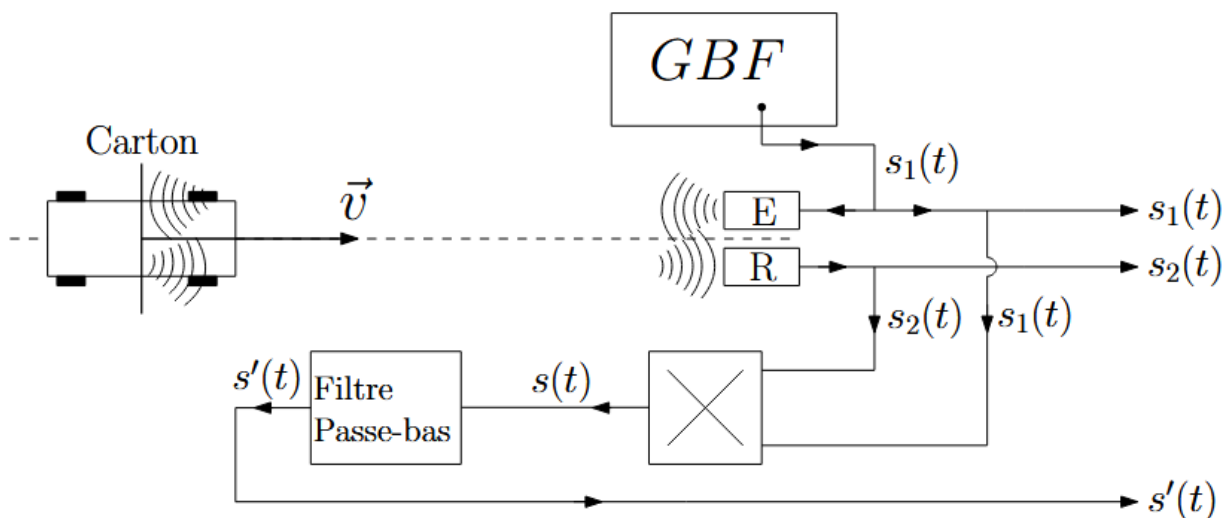 GBF
Carton
s₁(t)
v⃗
E
s₁(t)
R
s₂(t)
s₂(t)
s₁(t)
s′(t)
Filtre
Passe-bas
s(t)
s′(t)